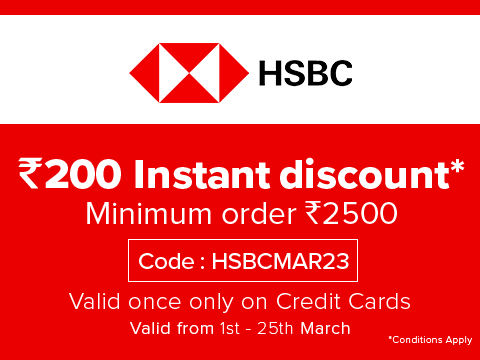 HSBC
₹200 Instant discount*
Minimum order ₹2500
Code : HSBCMAR23
Valid once only on Credit Cards
Valid from 1st - 25th March
*Conditions Apply